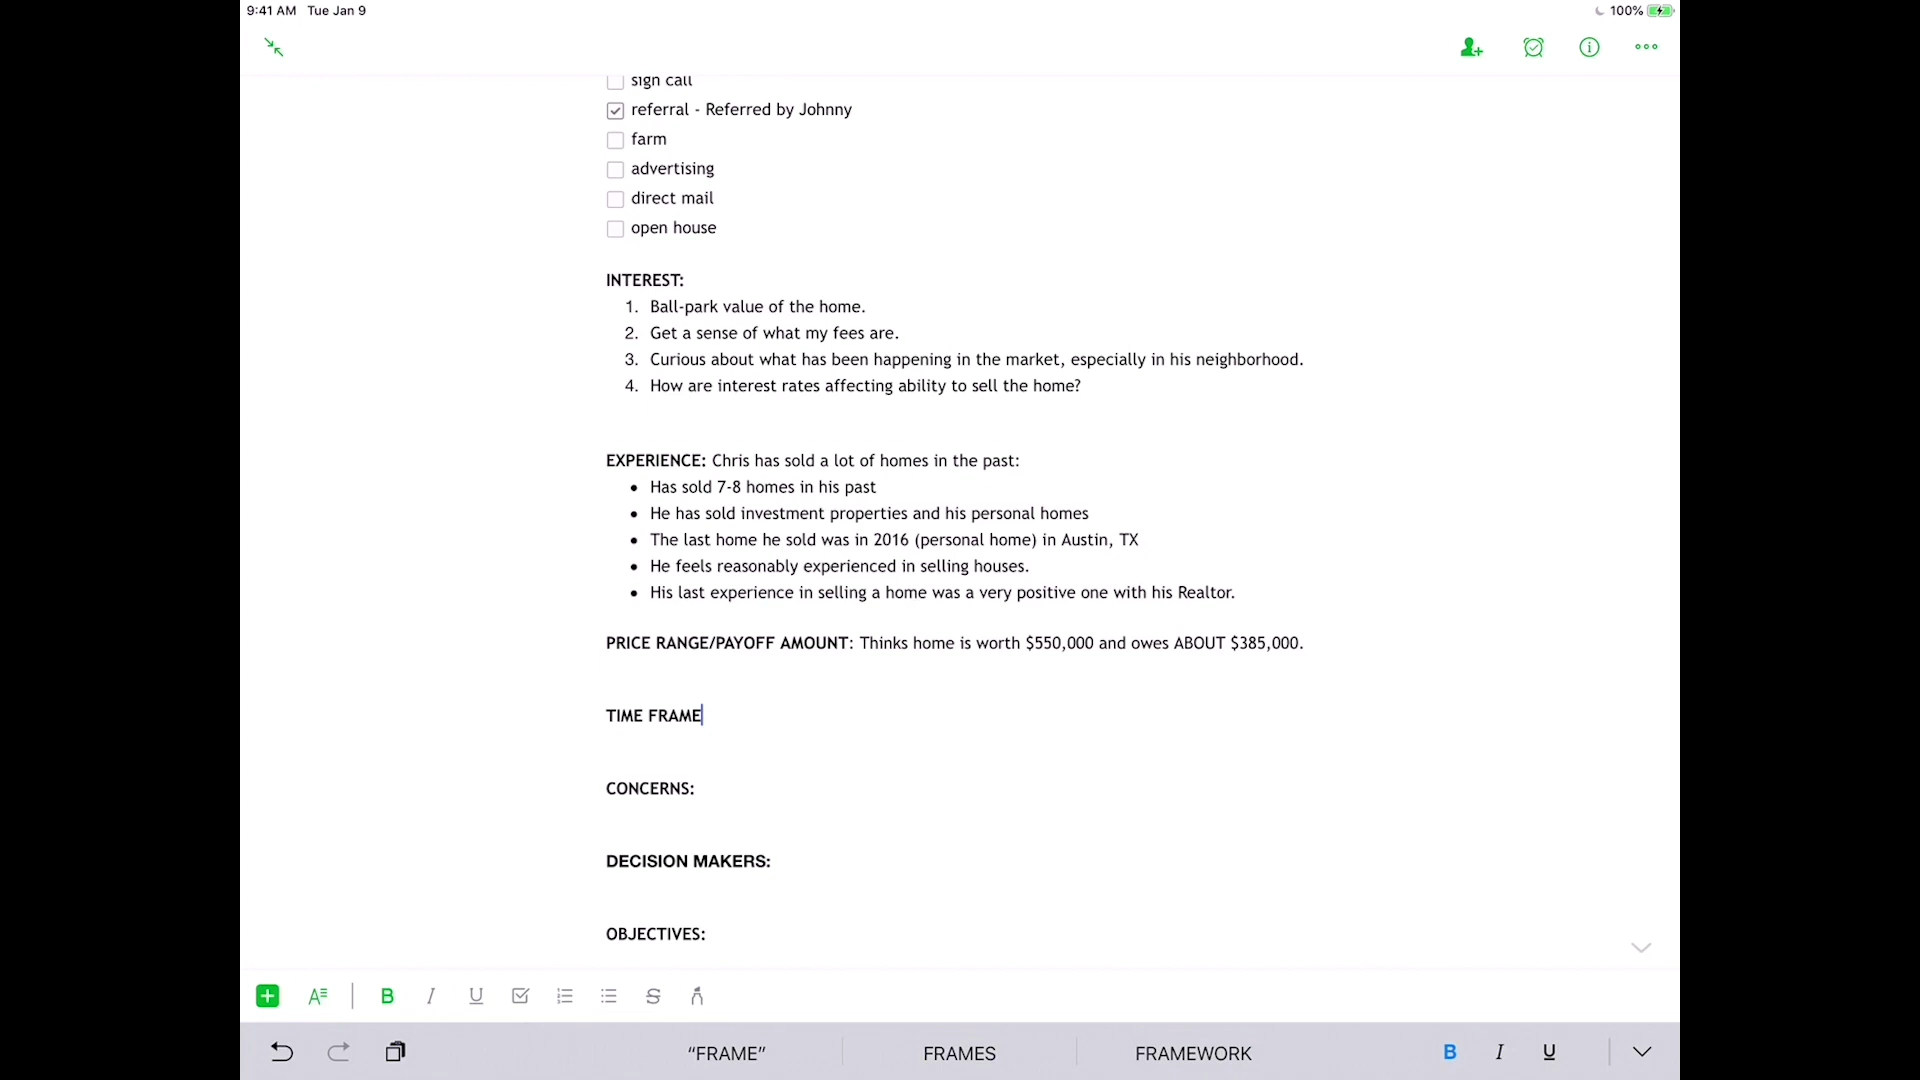 9:41 AM Tue Jan 9
100%
sign call
referral - Referred by Johnny
farm
advertising
direct mail
open house
INTEREST:
1. Ball-park value of the home.
2. Get a sense of what my fees are.
3. Curious about what has been happening in the market, especially in his neighborhood.
4. How are interest rates affecting ability to sell the home?
EXPERIENCE: Chris has sold a lot of homes in the past:
• Has sold 7-8 homes in his past
• He has sold investment properties and his personal homes
• The last home he sold was in 2016 (personal home) in Austin, TX
• He feels reasonably experienced in selling houses.
• His last experience in selling a home was a very positive one with his Realtor.
PRICE RANGE/PAYOFF AMOUNT: Thinks home is worth $550,000 and owes ABOUT $385,000.
TIME FRAME
CONCERNS:
DECISION MAKERS:
OBJECTIVES:
A B I U S
“FRAME” FRAMES FRAMEWORK B I U